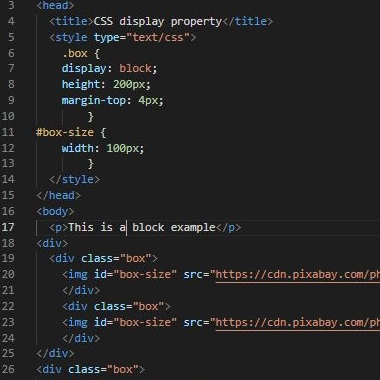 3 <head>
4 <title>CSS display property</title>
5 <style type="text/css">
6 .box {
7 display: block;
8 height: 200px;
9 margin-top: 4px;
10 }
11 #box-size {
12 width: 100px;
13 }
14 </style>
15 </head>
16 <body>
17 <p>This is a block example</p>
18 <div>
19 <div class="box">
20 <img id="box-size" src="https://cdn.pixabay.com/ph
21 </div>
22 <div class="box">
23 <img id="box-size" src="https://cdn.pixabay.com/ph
24 </div>
25 </div>
26 <div class="box">